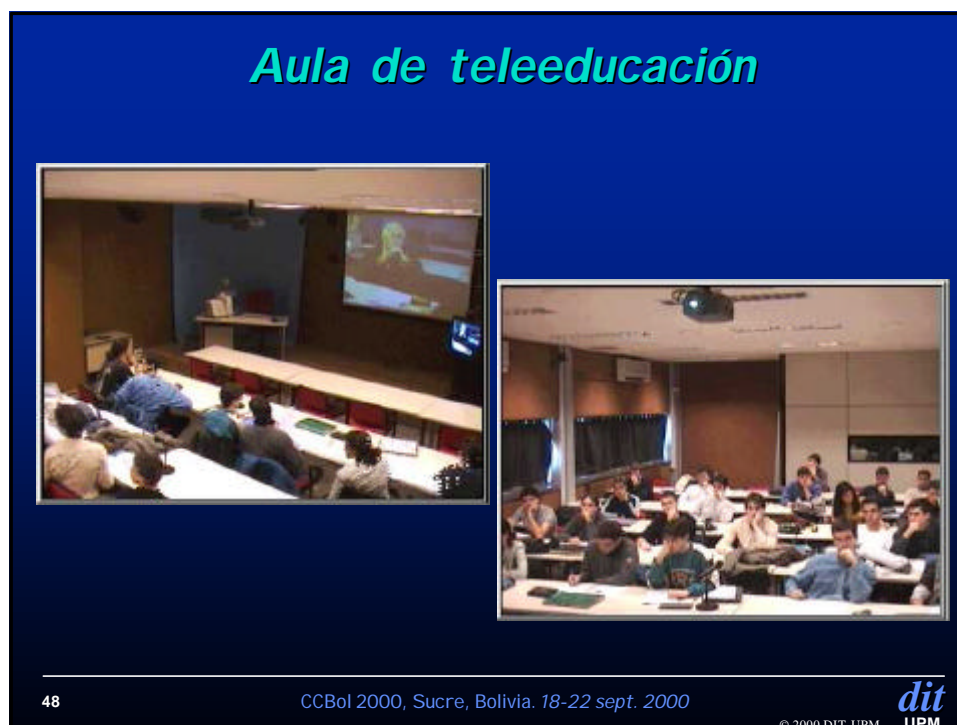 Aula de teleeducación
48
CCBol 2000, Sucre, Bolivia. 18-22 sept. 2000
dit
© 2000 DIT-UPM
UPM